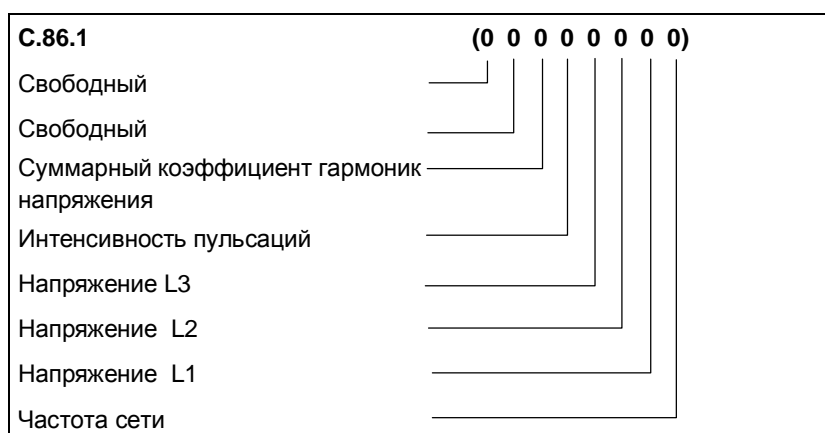 C.86.1 (0 0 0 0 0 0 0 0)
Свободный
Свободный
Суммарный коэффициент гармоник
напряжения
Интенсивность пульсаций
Напряжение L3
Напряжение L2
Напряжение L1
Частота сети